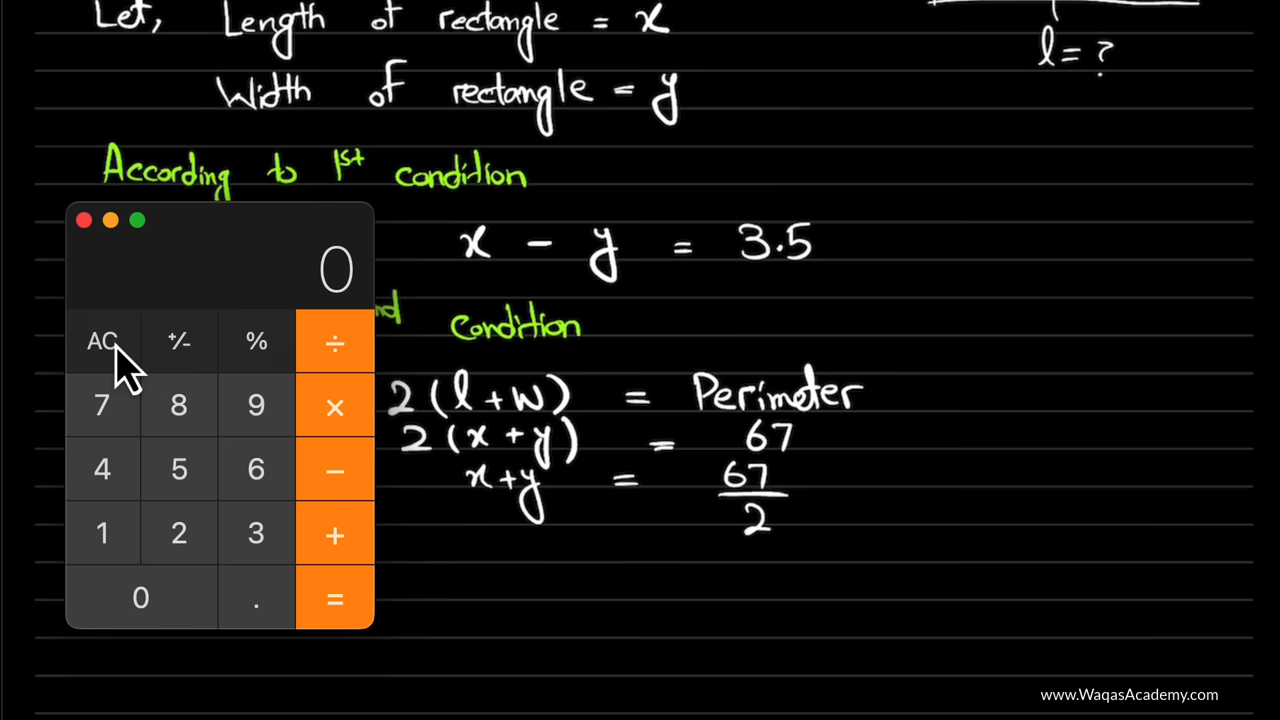 Let, Length of rectangle = x
l = ?
Width of rectangle = y
According to 1st condition
x - y = 3.5
nd condition
2 (l + w) = Perimeter
2 (x + y) = 67
x + y = 67/2
0
AC +/- % ÷
7 8 9 ×
4 5 6 −
1 2 3 +
0 . =
www.WaqasAcademy.com